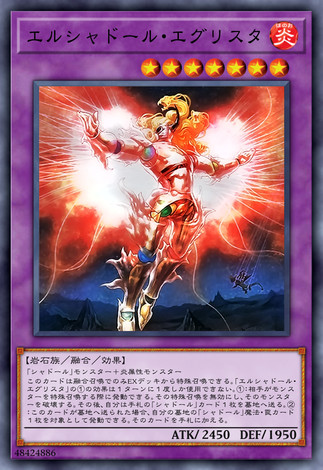 エルシャドール・エグリスタ
炎
【岩石族／融合／効果】
「シャドール」モンスター＋炎属性モンスター
このカードは融合召喚でのみEXデッキから特殊召喚できる。「エルシャドール・
エグリスタ」の①の効果は１ターンに１度しか使用できない。①：相手がモンス
ターを特殊召喚する際に発動できる。その特殊召喚を無効にし、そのモンスター
を破壊する。その後、自分は手札の「シャドール」カード１枚を墓地へ送る。②
：このカードが墓地へ送られた場合、自分の墓地の「シャドール」魔法・罠カード
１枚を対象として発動できる。そのカードを手札に加える。
ATK/ 2450 DEF/1950
48424886